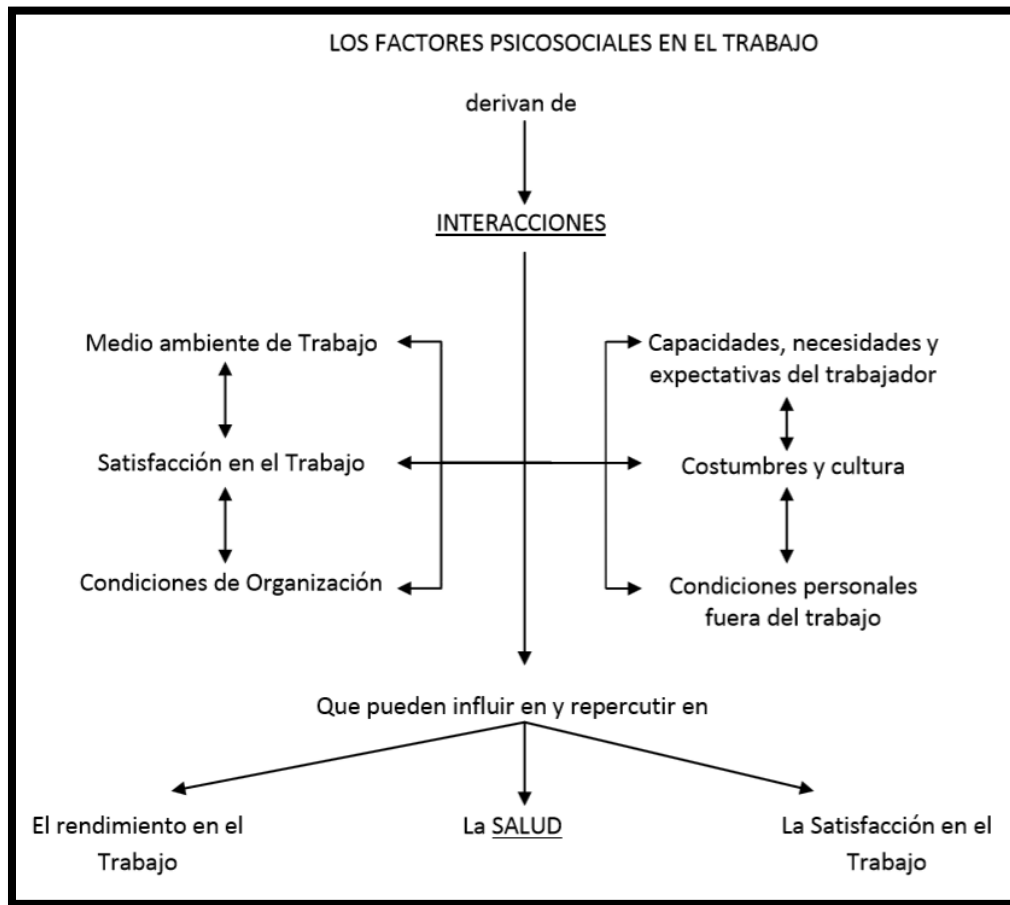 LOS FACTORES PSICOSOCIALES EN EL TRABAJO
derivan de
INTERACCIONES
Medio ambiente de Trabajo
Capacidades, necesidades y
expectativas del trabajador
Satisfacción en el Trabajo
Costumbres y cultura
Condiciones de Organización
Condiciones personales
fuera del trabajo
Que pueden influir en y repercutir en
El rendimiento en el
Trabajo
La SALUD
La Satisfacción en el
Trabajo